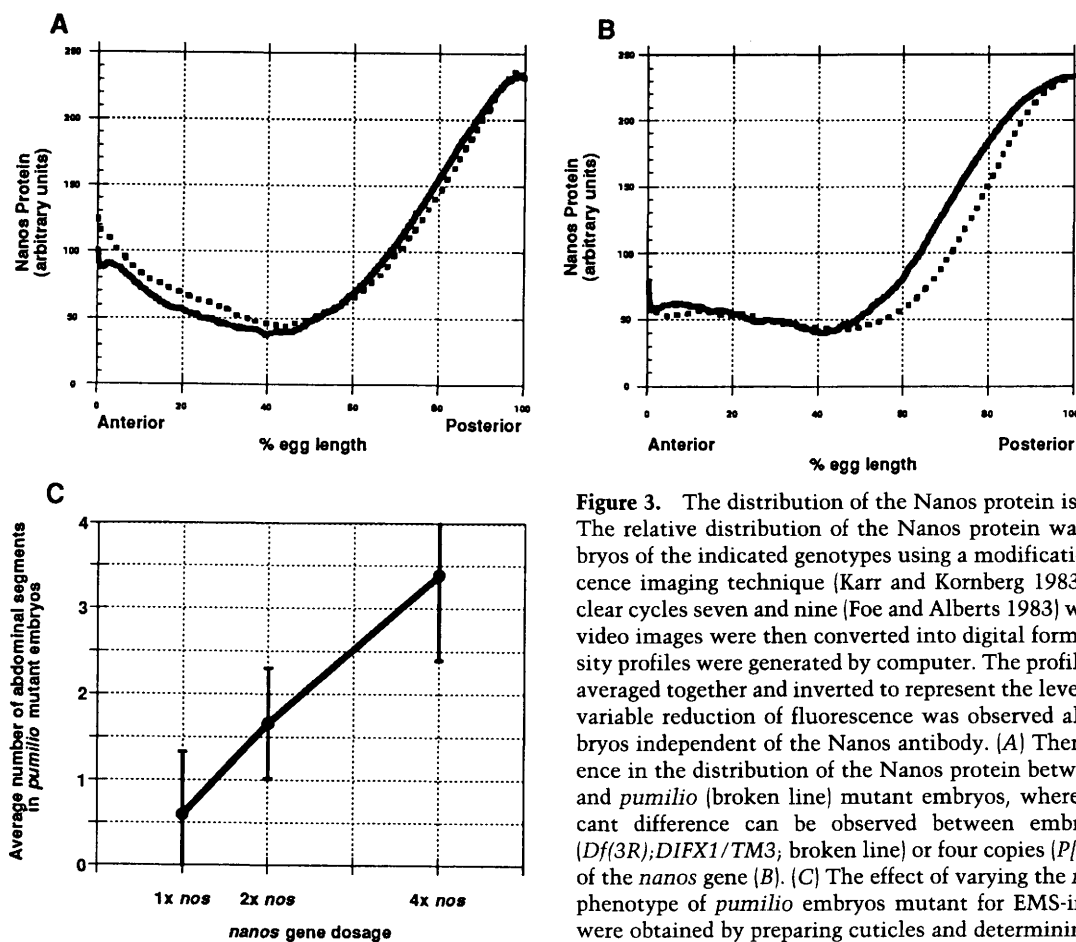 A
Nanos Protein
(arbitrary units)
250
200
150
100
50
0
0 20 40 60 80 100
Anterior Posterior
% egg length
B
Nanos Protein
(arbitrary units)
250
200
150
100
50
0
0 20 40 60 80 100
Anterior Posterior
% egg length
C
Average number of abdominal segments
in pumilio mutant embryos
4
3
2
1
0
1x nos 2x nos 4x nos
nanos gene dosage
Figure 3. The distribution of the Nanos protein is
The relative distribution of the Nanos protein wa
bryos of the indicated genotypes using a modificati
cence imaging technique (Karr and Kornberg 1983
clear cycles seven and nine (Foe and Alberts 1983) w
video images were then converted into digital form
sity profiles were generated by computer. The profil
averaged together and inverted to represent the leve
variable reduction of fluorescence was observed al
bryos independent of the Nanos antibody. (A) Ther
ence in the distribution of the Nanos protein betw
and pumilio (broken line) mutant embryos, where
cant difference can be observed between embr
(Df(3R);DIFX1/TM3; broken line) or four copies (P[
of the nanos gene (B). (C) The effect of varying the
phenotype of pumilio embryos mutant for EMS-i
were obtained by preparing cuticles and determinin